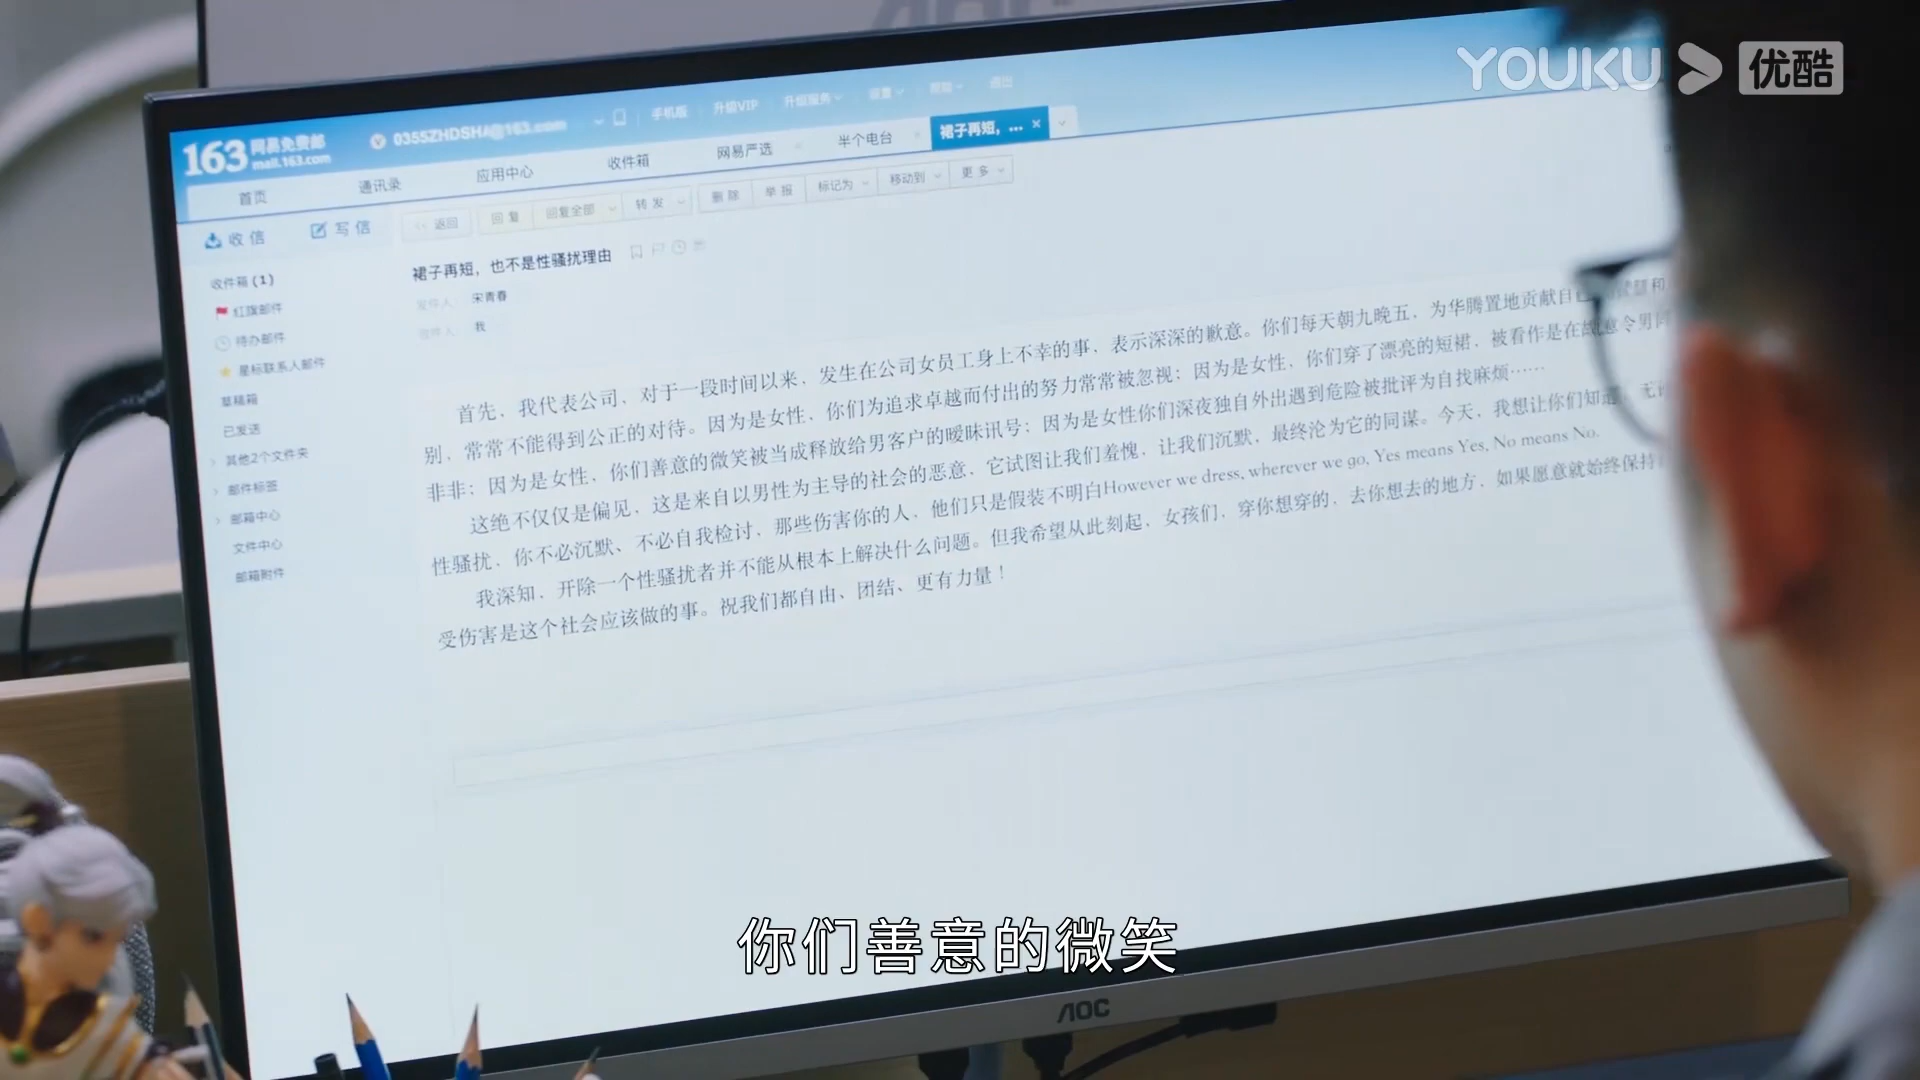 YOUKU 优酷
163 网易免费邮
mail.163.com
0355ZHDSHA@163.com
手机版
升级VIP
升级服务
首页
通讯录
应用中心
收件箱
网易严选
半个电台
裙子再短，...
收信
写信
返回
回复
回复全部
转发
删除
举报
标记为
移动到
更多
收件箱 (1)
红旗邮件
待办邮件
星标联系人邮件
草稿箱
已发送
其他2个文件夹
邮件标签
邮箱中心
文件中心
邮箱附件
裙子再短，也不是性骚扰理由
发件人 宋青春
我
首先，我代表公司，对于一段时间以来，发生在公司女员工身上不幸的事，表示深深的歉意。你们每天朝九晚五，为华腾置地贡献自
别，常常不能得到公正的对待。因为是女性，你们为追求卓越而付出的努力常常被忽视；因为是女性，你们穿了漂亮的短裙，被看作是在故意令男
非非；因为是女性，你们善意的微笑被当成释放给男客户的暧昧讯号；因为是女性你们深夜独自外出遇到危险被批评为自找麻烦……
这绝不仅仅是偏见，这是来自以男性为主导的社会的恶意，它试图让我们羞愧，让我们沉默，最终沦为它的同谋。今天，我想让你们知道，无
性骚扰，你不必沉默、不必自我检讨，那些伤害你的人，他们只是假装不明白However we dress, wherever we go, Yes means Yes, No means No.
我深知，开除一个性骚扰者并不能从根本上解决什么问题。但我希望从此刻起，女孩们，穿你想穿的，去你想去的地方，如果愿意就始终保持
受伤害是这个社会应该做的事。祝我们都自由、团结、更有力量！
你们善意的微笑
AOC